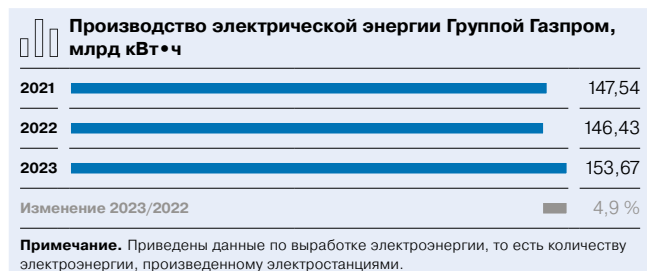 Производство электрической энергии Группой Газпром,
млрд кВт•ч
2021 147,54
2022 146,43
2023 153,67
Изменение 2023/2022 4,9 %
Примечание. Приведены данные по выработке электроэнергии, то есть количеству
электроэнергии, произведенному электростанциями.